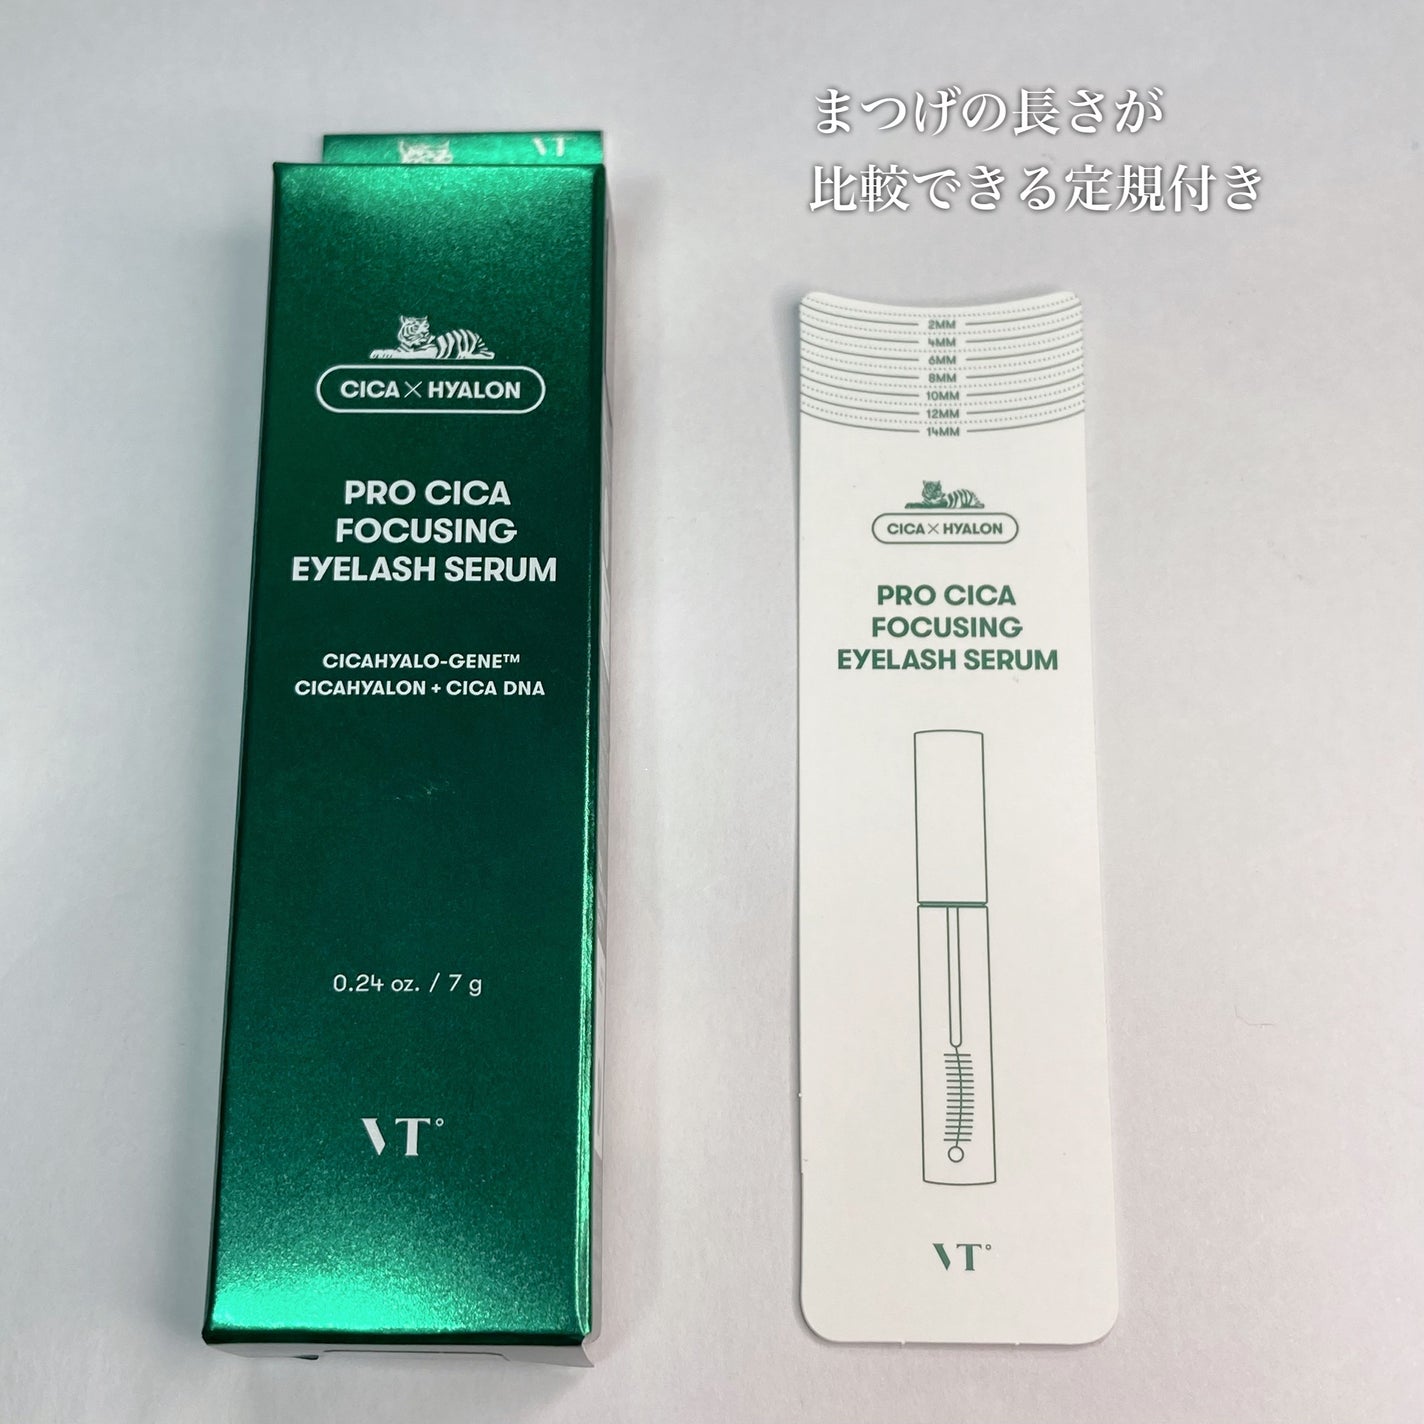 まつげの長さが
比較できる定規付き
VT
CICA×HYALON
PRO CICA
FOCUSING
EYELASH SERUM
CICAHYALO-GENE™
CICAHYALON + CICA DNA
0.24 oz. / 7 g
VT°
2MM
4MM
6MM
8MM
10MM
12MM
14MM
CICA×HYALON
PRO CICA
FOCUSING
EYELASH SERUM
VT°